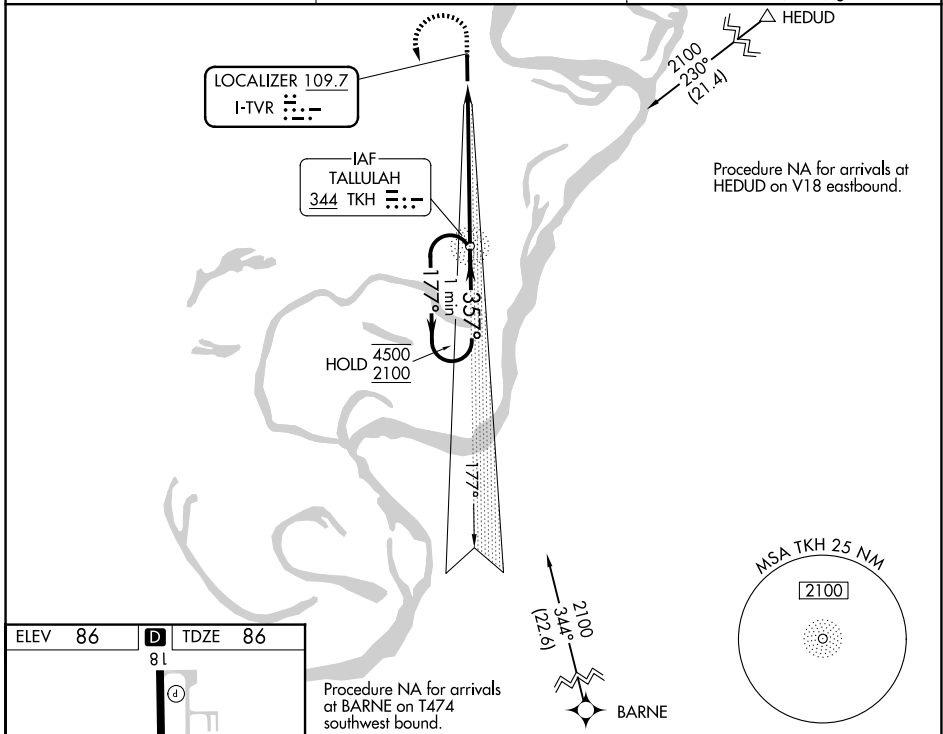 HEDUD
2100
230°
(21.4)
LOCALIZER 109.7
I-TVR
IAF
TALLULAH
344 TKH
Procedure NA for arrivals at
HEDUD on V18 eastbound.
1 min
177°
357°
HOLD 4500
2100
177°
MSA TKH 25 NM
2100
2100
344°
(22.6)
BARNE
Procedure NA for arrivals
at BARNE on T474
southwest bound.
ELEV 86 D TDZE 86
18
P